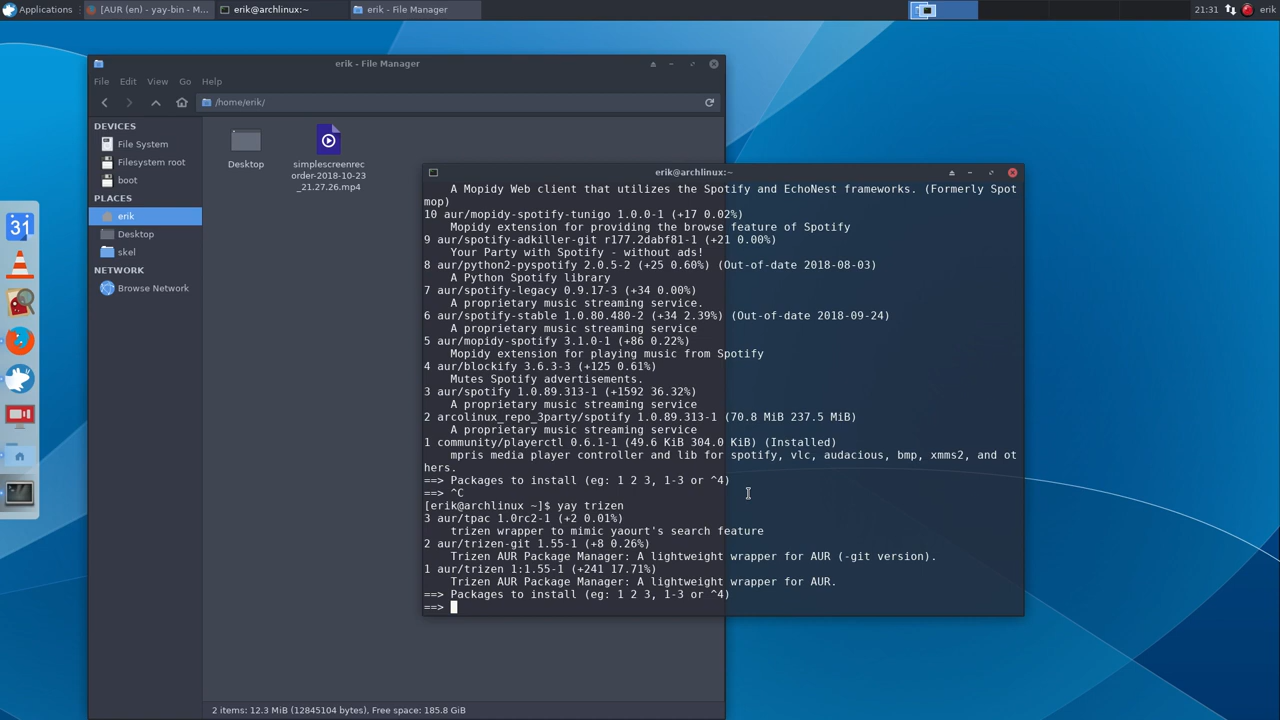 Applications
[AUR (en) - yay-bin - M...
erik@archlinux:~
erik - File Manager
21:31
erik
erik - File Manager
File Edit View Go Help
/home/erik/
DEVICES
File System
Filesystem root
boot
PLACES
erik
Desktop
skel
NETWORK
Browse Network
Desktop
simplescreenrec
order-2018-10-23
_21.27.26.mp4
2 items: 12.3 MiB (12845104 bytes), Free space: 185.8 GiB
31
erik@archlinux:~
A Mopidy Web client that utilizes the Spotify and EchoNest frameworks. (Formerly Spot
mop)
10 aur/mopidy-spotify-tunigo 1.0.0-1 (+17 0.02%)
Mopidy extension for providing the browse feature of Spotify
9 aur/spotify-adkiller-git r177.2dabf81-1 (+21 0.00%)
Your Party with Spotify - without ads!
8 aur/python2-pyspotify 2.0.5-2 (+25 0.60%) (Out-of-date 2018-08-03)
A Python Spotify library
7 aur/spotify-legacy 0.9.17-3 (+34 0.00%)
A proprietary music streaming service.
6 aur/spotify-stable 1.0.80.480-2 (+34 2.39%) (Out-of-date 2018-09-24)
A proprietary music streaming service
5 aur/mopidy-spotify 3.1.0-1 (+86 0.22%)
Mopidy extension for playing music from Spotify
4 aur/blockify 3.6.3-3 (+125 0.61%)
Mutes Spotify advertisements.
3 aur/spotify 1.0.89.313-1 (+1592 36.32%)
A proprietary music streaming service
2 arcolinux_repo_3party/spotify 1.0.89.313-1 (70.8 MiB 237.5 MiB)
A proprietary music streaming service
1 community/playerctl 0.6.1-1 (49.6 KiB 304.0 KiB) (Installed)
mpris media player controller and lib for spotify, vlc, audacious, bmp, xmms2, and ot
hers.
==> Packages to install (eg: 1 2 3, 1-3 or ^4)
==> ^C
[erik@archlinux ~]$ yay trizen
3 aur/tpac 1.0rc2-1 (+2 0.01%)
trizen wrapper to mimic yaourt's search feature
2 aur/trizen-git 1.55-1 (+8 0.26%)
Trizen AUR Package Manager: A lightweight wrapper for AUR (-git version).
1 aur/trizen 1:1.55-1 (+241 17.71%)
Trizen AUR Package Manager: A lightweight wrapper for AUR.
==> Packages to install (eg: 1 2 3, 1-3 or ^4)
==>